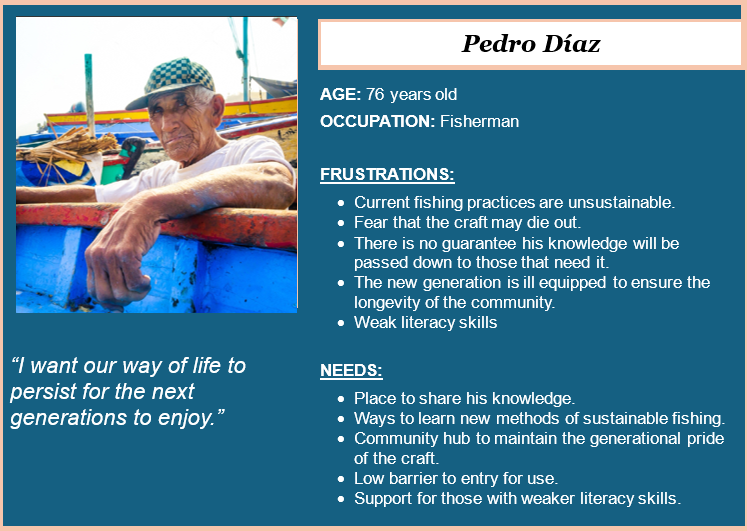 Pedro Díaz
AGE: 76 years old
OCCUPATION: Fisherman
FRUSTRATIONS:
• Current fishing practices are unsustainable.
• Fear that the craft may die out.
• There is no guarantee his knowledge will be
passed down to those that need it.
• The new generation is ill equipped to ensure the
longevity of the community.
• Weak literacy skills
“I want our way of life to
persist for the next
generations to enjoy.”
NEEDS:
• Place to share his knowledge.
• Ways to learn new methods of sustainable fishing.
• Community hub to maintain the generational pride
of the craft.
• Low barrier to entry for use.
• Support for those with weaker literacy skills.